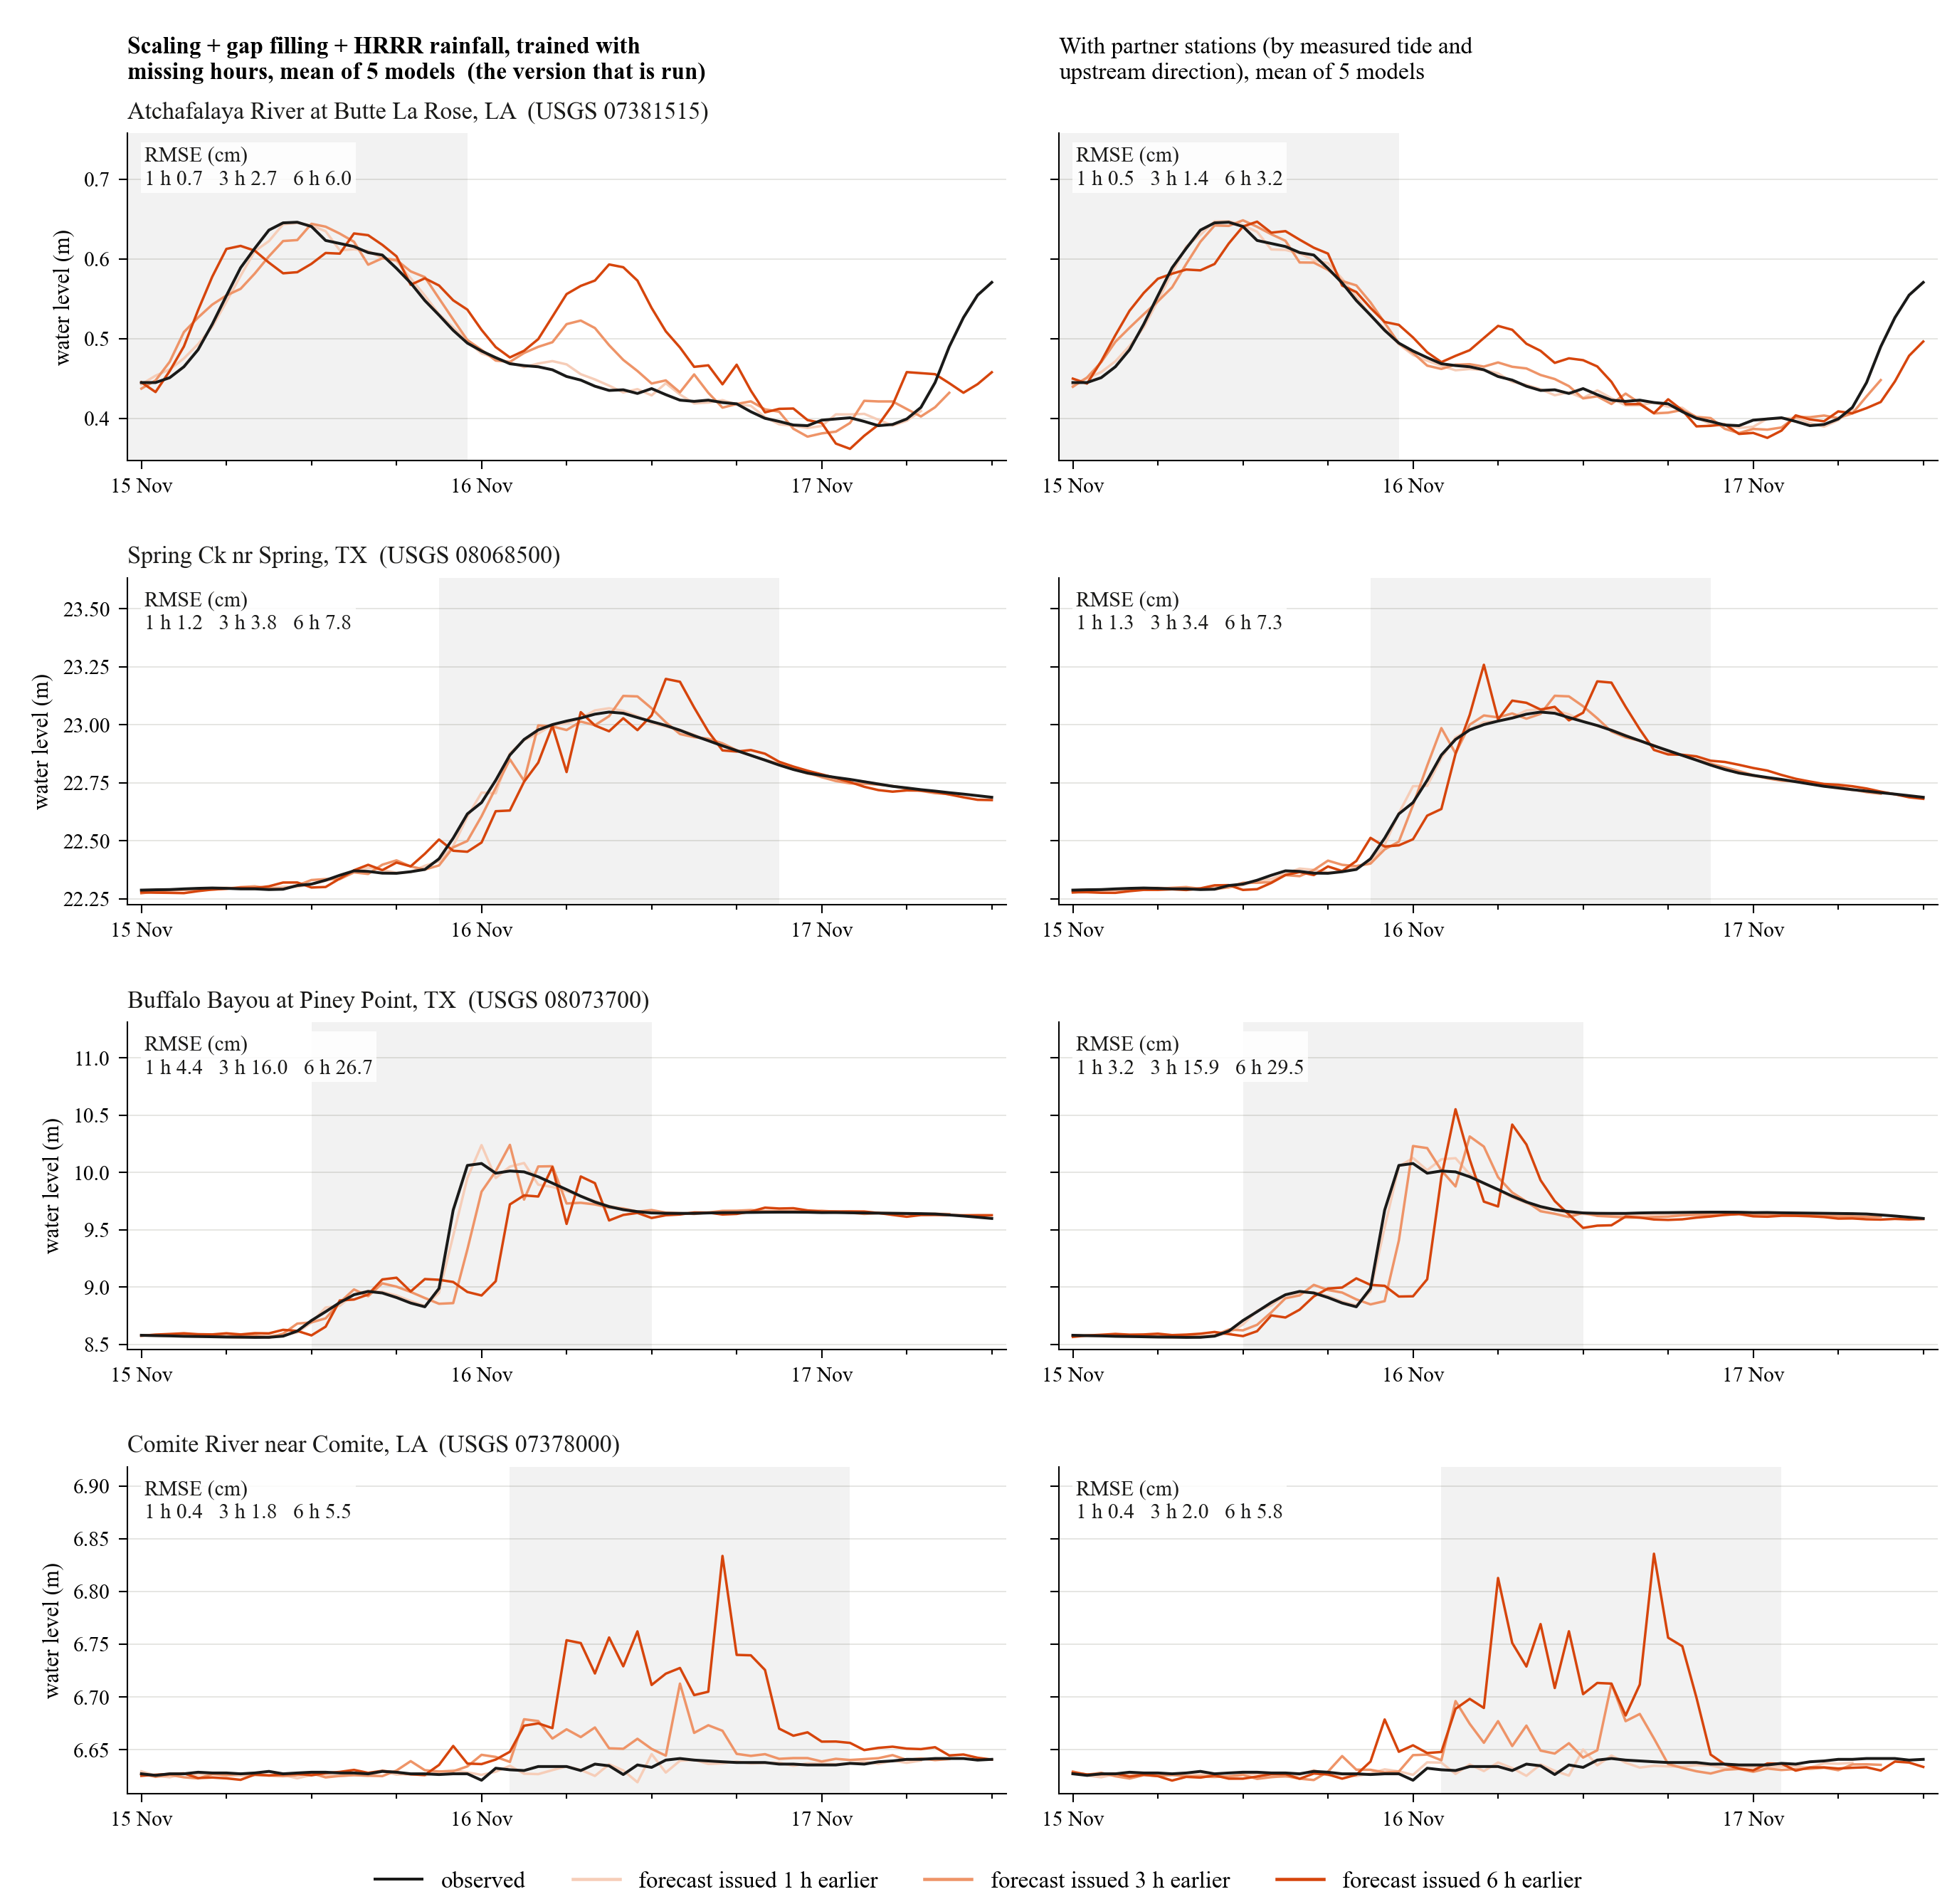 Scaling + gap filling + HRRR rainfall, trained with
missing hours, mean of 5 models (the version that is run)
With partner stations (by measured tide and
upstream direction), mean of 5 models
Atchafalaya River at Butte La Rose, LA (USGS 07381515)
RMSE (cm)
1 h 0.7 3 h 2.7 6 h 6.0
0.7
0.6
0.5
0.4
water level (m)
15 Nov
16 Nov
17 Nov
RMSE (cm)
1 h 0.5 3 h 1.4 6 h 3.2
15 Nov
16 Nov
17 Nov
Spring Ck nr Spring, TX (USGS 08068500)
RMSE (cm)
1 h 1.2 3 h 3.8 6 h 7.8
23.50
23.25
23.00
22.75
22.50
22.25
water level (m)
15 Nov
16 Nov
17 Nov
RMSE (cm)
1 h 1.3 3 h 3.4 6 h 7.3
15 Nov
16 Nov
17 Nov
Buffalo Bayou at Piney Point, TX (USGS 08073700)
RMSE (cm)
1 h 4.4 3 h 16.0 6 h 26.7
11.0
10.5
10.0
9.5
9.0
8.5
water level (m)
15 Nov
16 Nov
17 Nov
RMSE (cm)
1 h 3.2 3 h 15.9 6 h 29.5
15 Nov
16 Nov
17 Nov
Comite River near Comite, LA (USGS 07378000)
RMSE (cm)
1 h 0.4 3 h 1.8 6 h 5.5
6.90
6.85
6.80
6.75
6.70
6.65
water level (m)
15 Nov
16 Nov
17 Nov
RMSE (cm)
1 h 0.4 3 h 2.0 6 h 5.8
15 Nov
16 Nov
17 Nov
observed
forecast issued 1 h earlier
forecast issued 3 h earlier
forecast issued 6 h earlier